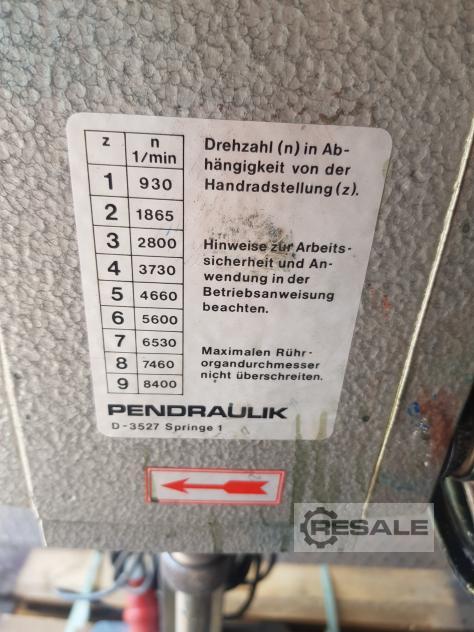 z n
1/min
1 930
2 1865
3 2800
4 3730
5 4660
6 5600
7 6530
8 7460
9 8400
Drehzahl (n) in Ab-
hängigkeit von der
Handradstellung (z).
Hinweise zur Arbeits-
sicherheit und An-
wendung in der
Betriebsanweisung
beachten.
Maximalen Rühr-
organdurchmesser
nicht überschreiten.
PENDRAULIK
D-3527 Springe 1
RESALE